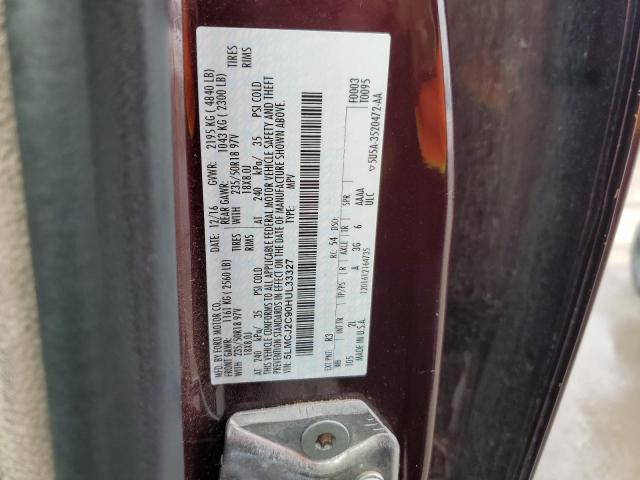 MFD. BY FORD MOTOR CO.
DATE: 12/16 GVWR: 2195 KG ( 4840 LB)
FRONT GAWR: 1161 KG ( 2560 LB) REAR GAWR: 1043 KG ( 2300 LB)
WITH 235/50R18 97V TIRES WITH 235/50R18 97V TIRES
18X8.0J RIMS 18X8.0J RIMS
AT 240 kPa/ 35 PSI COLD AT 240 kPa/ 35 PSI COLD
THIS VEHICLE CONFORMS TO ALL APPLICABLE FEDERAL MOTOR VEHICLE SAFETY AND THEFT
PREVENTION STANDARDS IN EFFECT ON THE DATE OF MANUFACTURE SHOWN ABOVE.
VIN: 5LMCJ2C90HUL33327 TYPE: MPV
F0003
T0095
EXT PNT: R3 RC: 54 DSO:
WB INTTR TP/PS R AXLE TR SPR
105 2L A 3G 6 AAAA
ULC
MADE IN U.S.A.
5U5A-3520472-AA